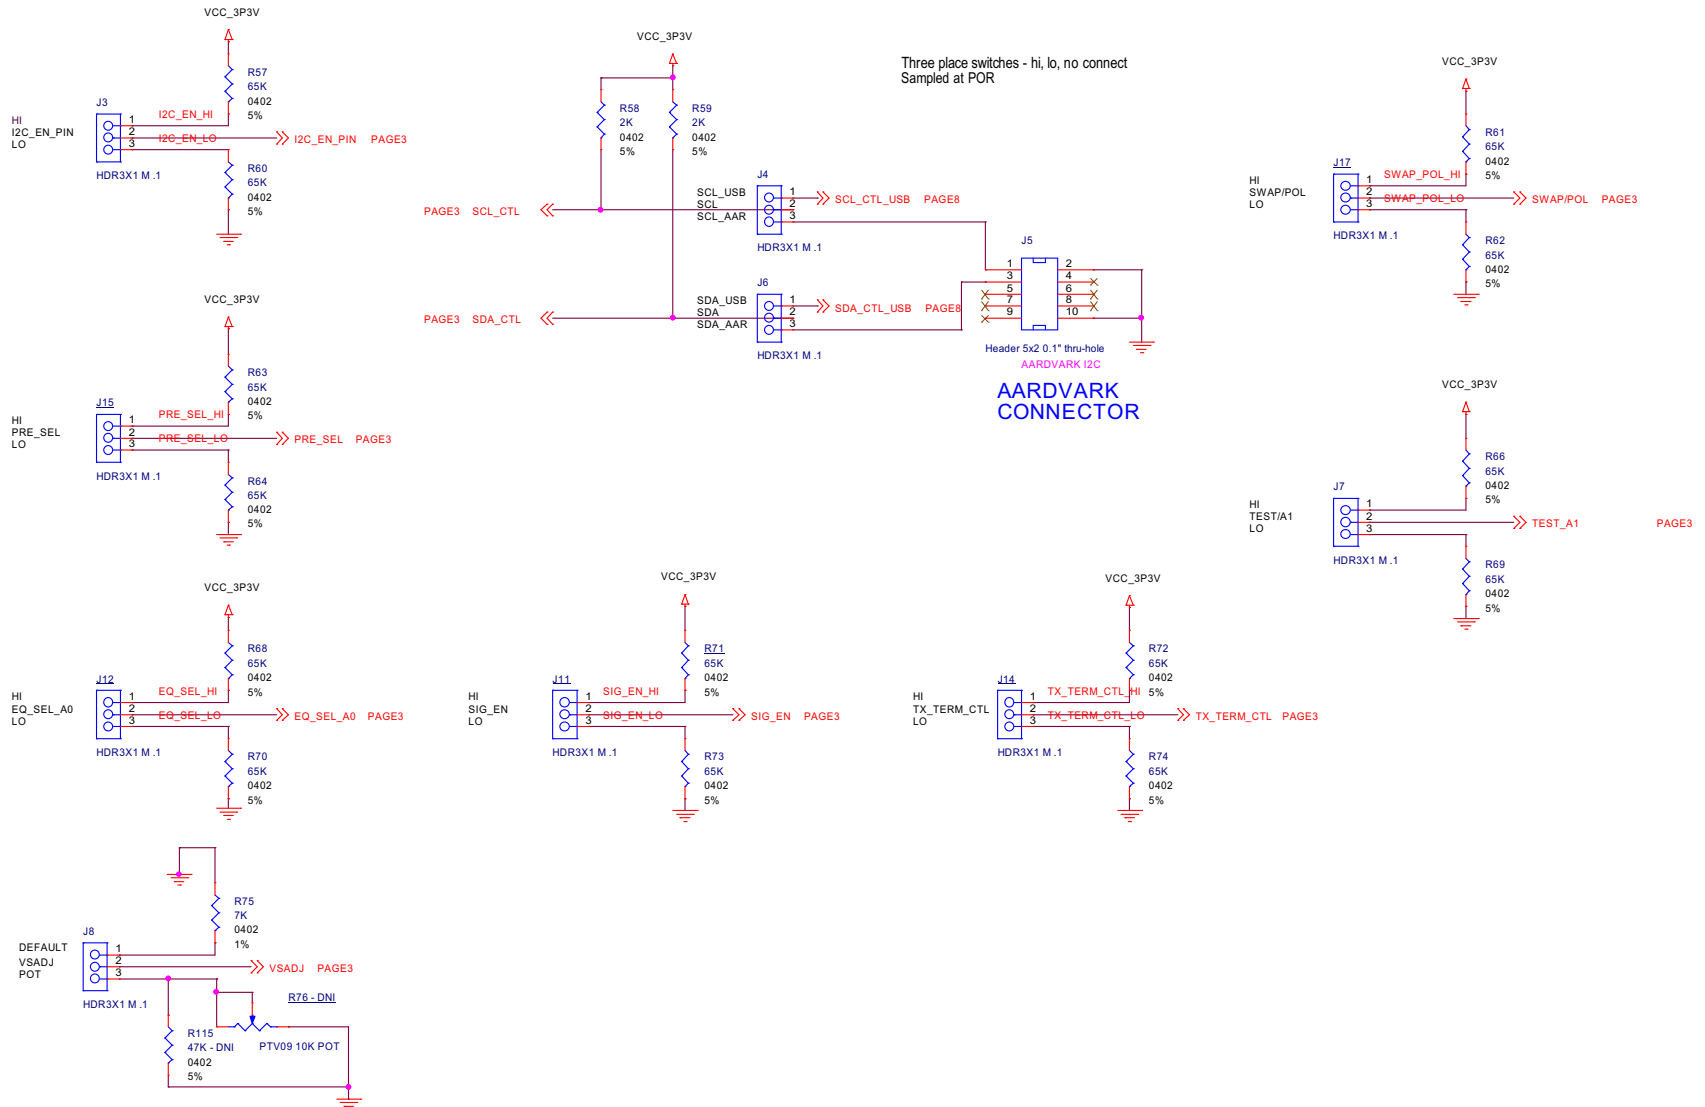 VCC_3P3V
R57
65K
0402
5%
J3
HI
I2C_EN_PIN
LO
1
2
3
I2C_EN_HI
I2C_EN_LO
I2C_EN_PIN PAGE3
HDR3X1 M .1
R60
65K
0402
5%
VCC_3P3V
R58
2K
0402
5%
R59
2K
0402
5%
Three place switches - hi, lo, no connect
Sampled at POR
PAGE3 SCL_CTL
SCL_USB
SCL
SCL_AAR
J4
1
2
3
SCL_CTL_USB PAGE8
HDR3X1 M .1
PAGE3 SDA_CTL
SDA_USB
SDA
SDA_AAR
J6
1
2
3
SDA_CTL_USB PAGE8
HDR3X1 M .1
J5
1 2
3 4
5 6
7 8
9 10
Header 5x2 0.1" thru-hole
AARDVARK I2C
AARDVARK
CONNECTOR
VCC_3P3V
R61
65K
0402
5%
J17
HI
SWAP/POL
LO
1
2
3
SWAP_POL_HI
SWAP_POL_LO
SWAP/POL PAGE3
HDR3X1 M .1
R62
65K
0402
5%
VCC_3P3V
R63
65K
0402
5%
J15
HI
PRE_SEL
LO
1
2
3
PRE_SEL_HI
PRE_SEL_LO
PRE_SEL PAGE3
HDR3X1 M .1
R64
65K
0402
5%
VCC_3P3V
R66
65K
0402
5%
J7
HI
TEST/A1
LO
1
2
3
TEST_A1 PAGE3
HDR3X1 M .1
R69
65K
0402
5%
VCC_3P3V
R68
65K
0402
5%
J12
HI
EQ_SEL_A0
LO
1
2
3
EQ_SEL_HI
EQ_SEL_LO
EQ_SEL_A0 PAGE3
HDR3X1 M .1
R70
65K
0402
5%
VCC_3P3V
R71
65K
0402
5%
J11
HI
SIG_EN
LO
1
2
3
SIG_EN_HI
SIG_EN_LO
SIG_EN PAGE3
HDR3X1 M .1
R73
65K
0402
5%
VCC_3P3V
R72
65K
0402
5%
J14
HI
TX_TERM_CTL
LO
1
2
3
TX_TERM_CTL_HI
TX_TERM_CTL_LO
TX_TERM_CTL PAGE3
HDR3X1 M .1
R74
65K
0402
5%
R75
7K
0402
1%
J8
DEFAULT
VSADJ
POT
1
2
3
VSADJ PAGE3
HDR3X1 M .1
R76 - DNI
PTV09 10K POT
R115
47K - DNI
0402
5%